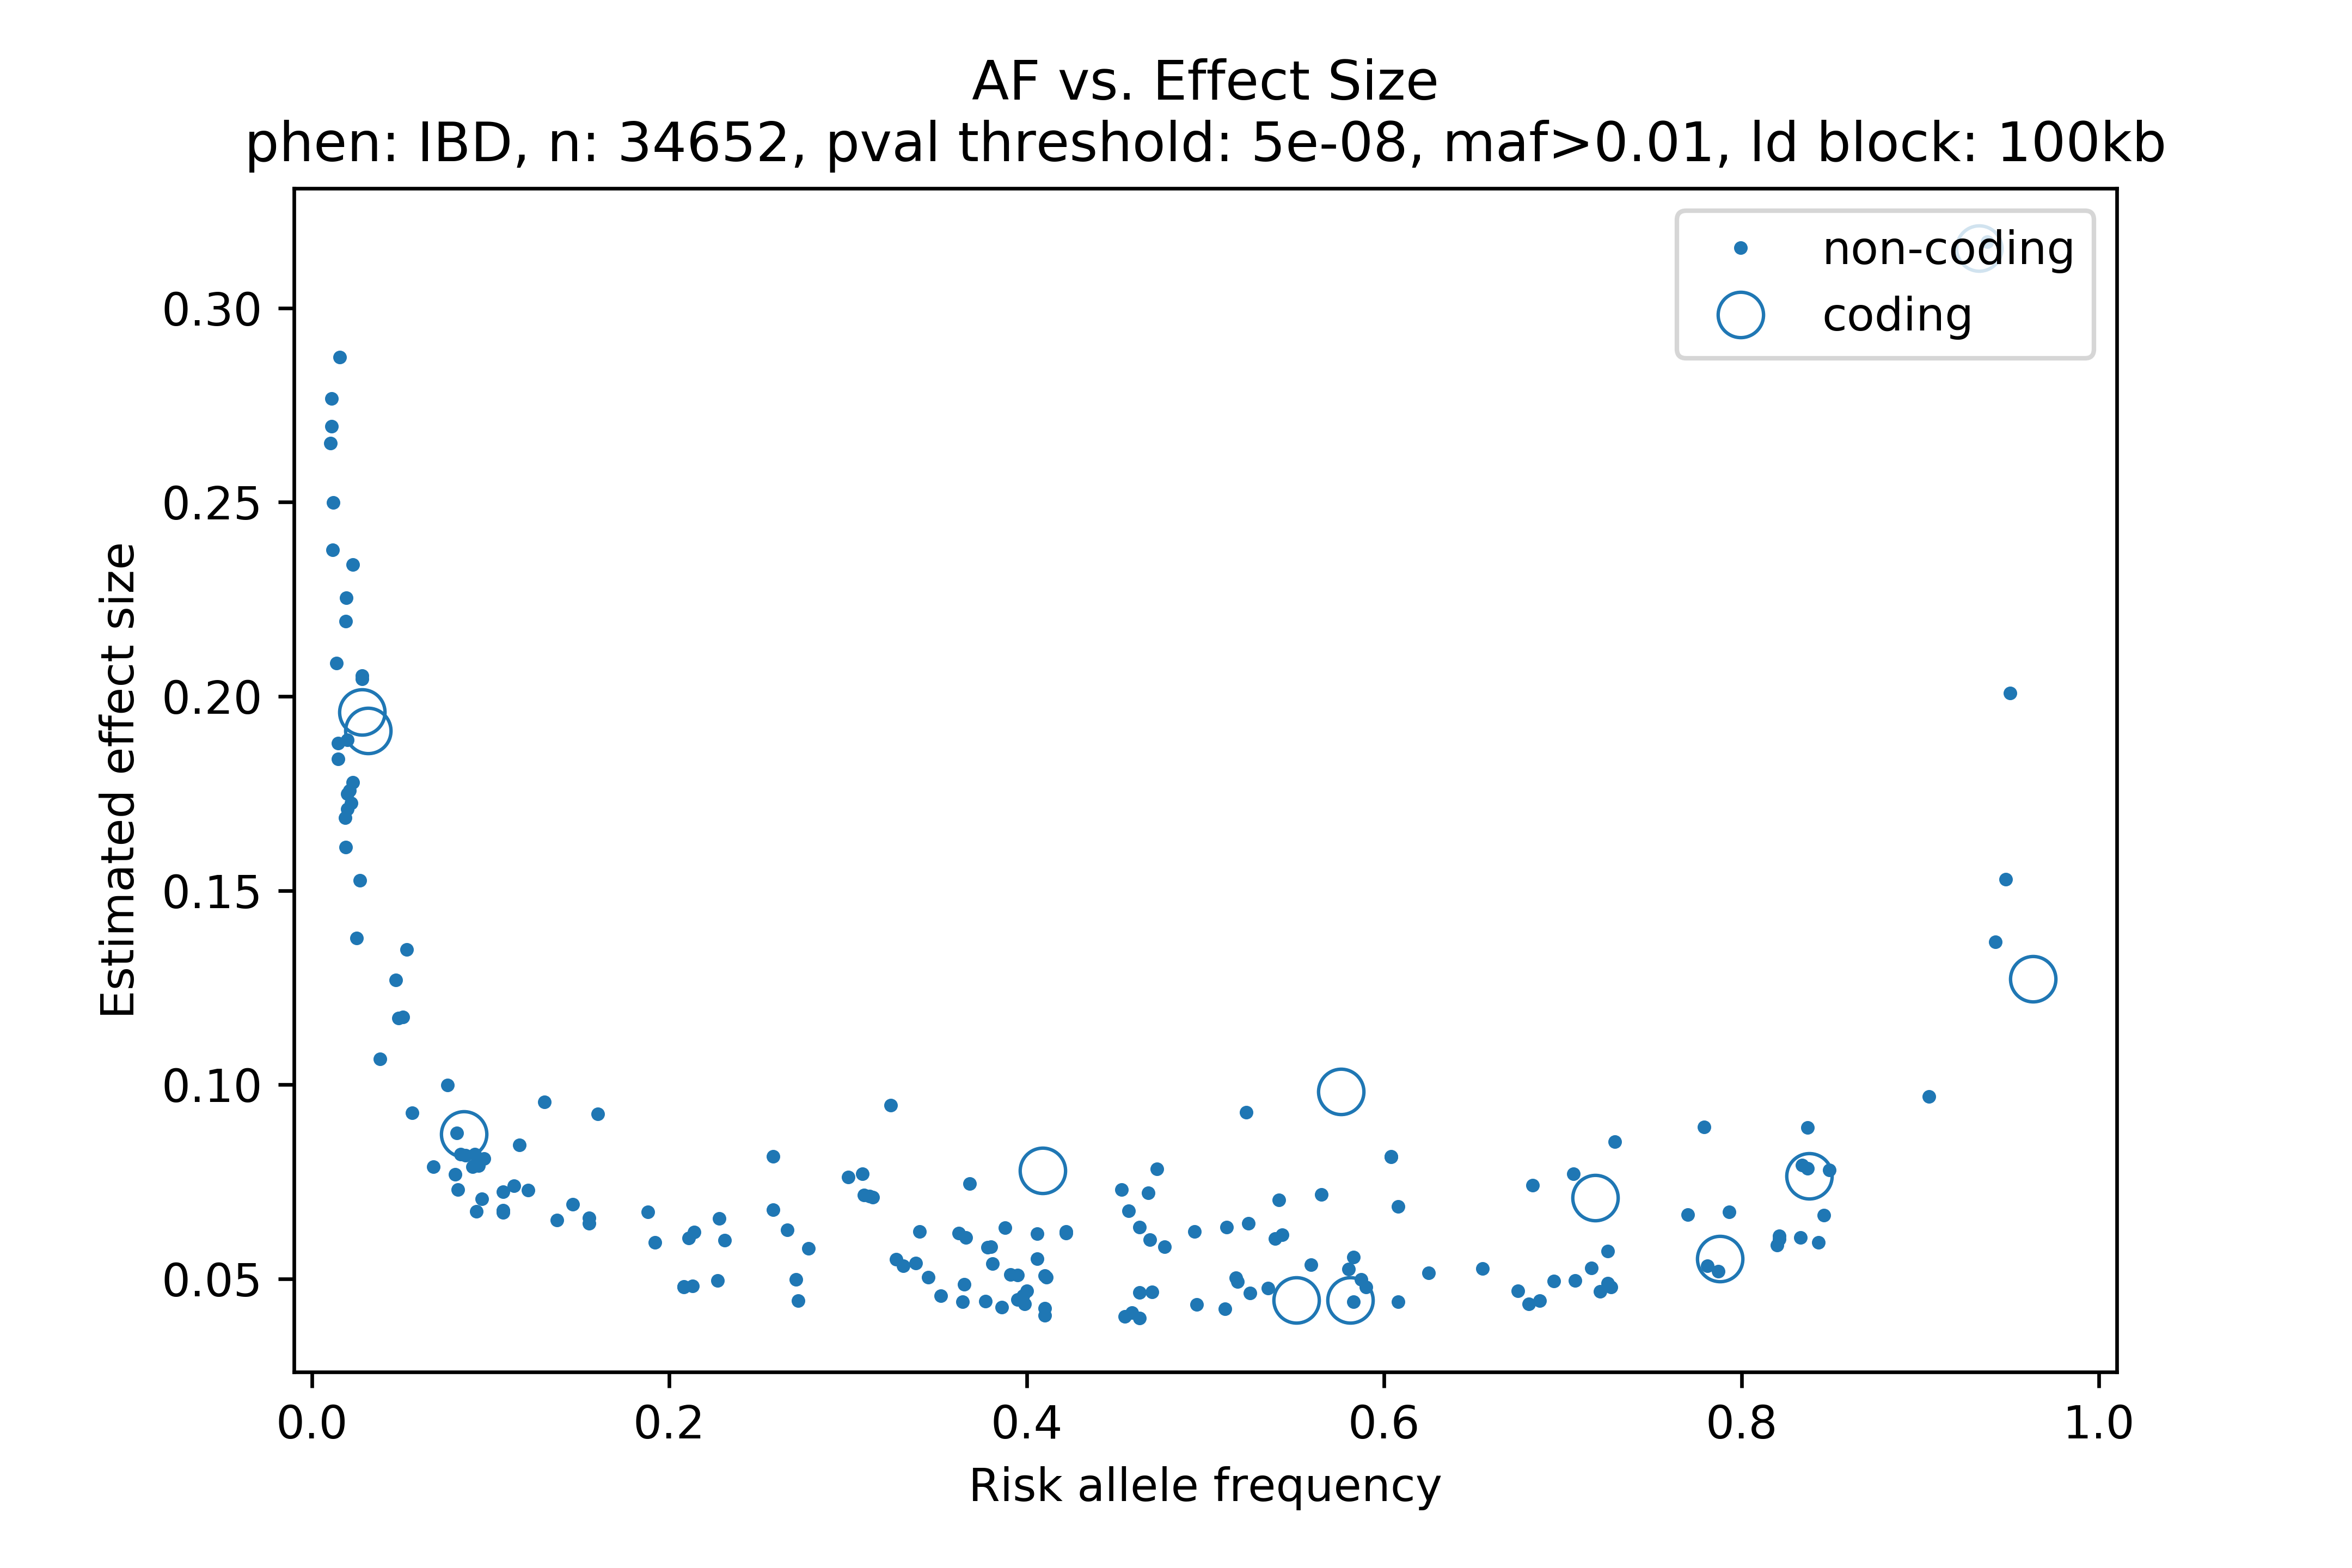 AF vs. Effect Size
phen: IBD, n: 34652, pval threshold: 5e-08, maf>0.01, ld block: 100kb
non-coding
coding
0.30
0.25
0.20
0.15
0.10
0.05
Estimated effect size
0.0 0.2 0.4 0.6 0.8 1.0
Risk allele frequency